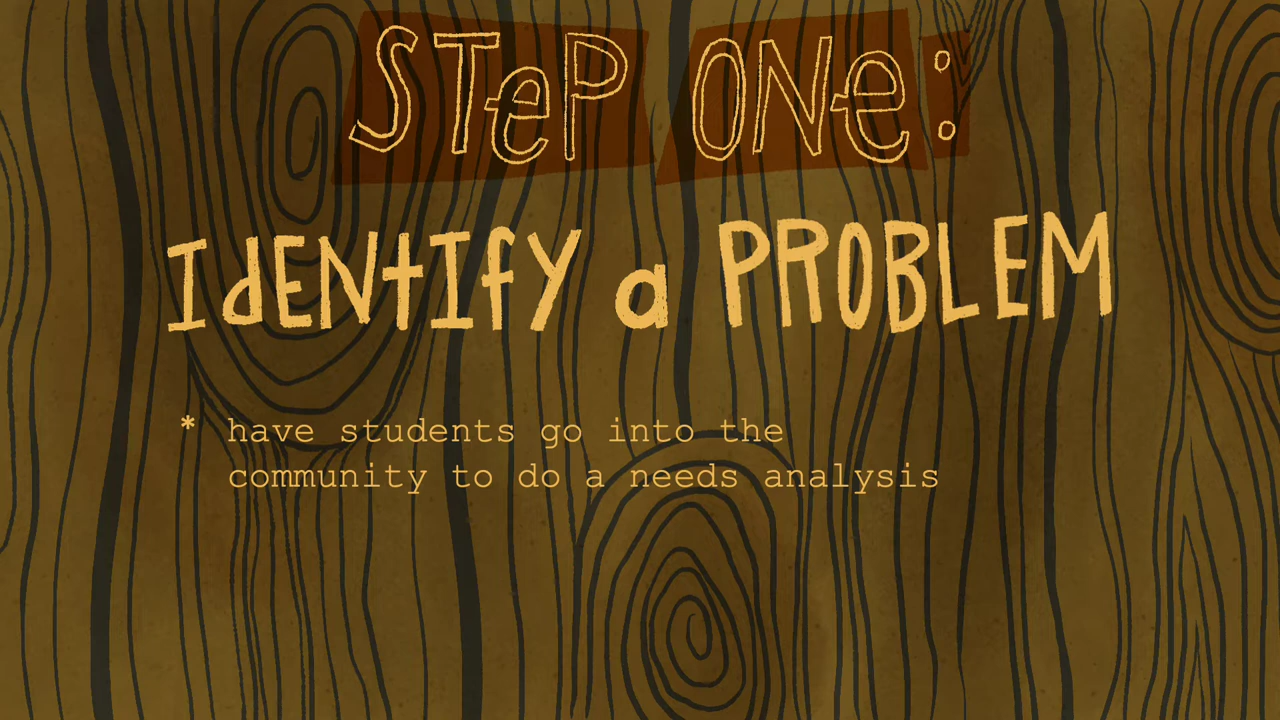 STeP ONe:
IdENtIfY a PROBLEM
* have students go into the
community to do a needs analysis